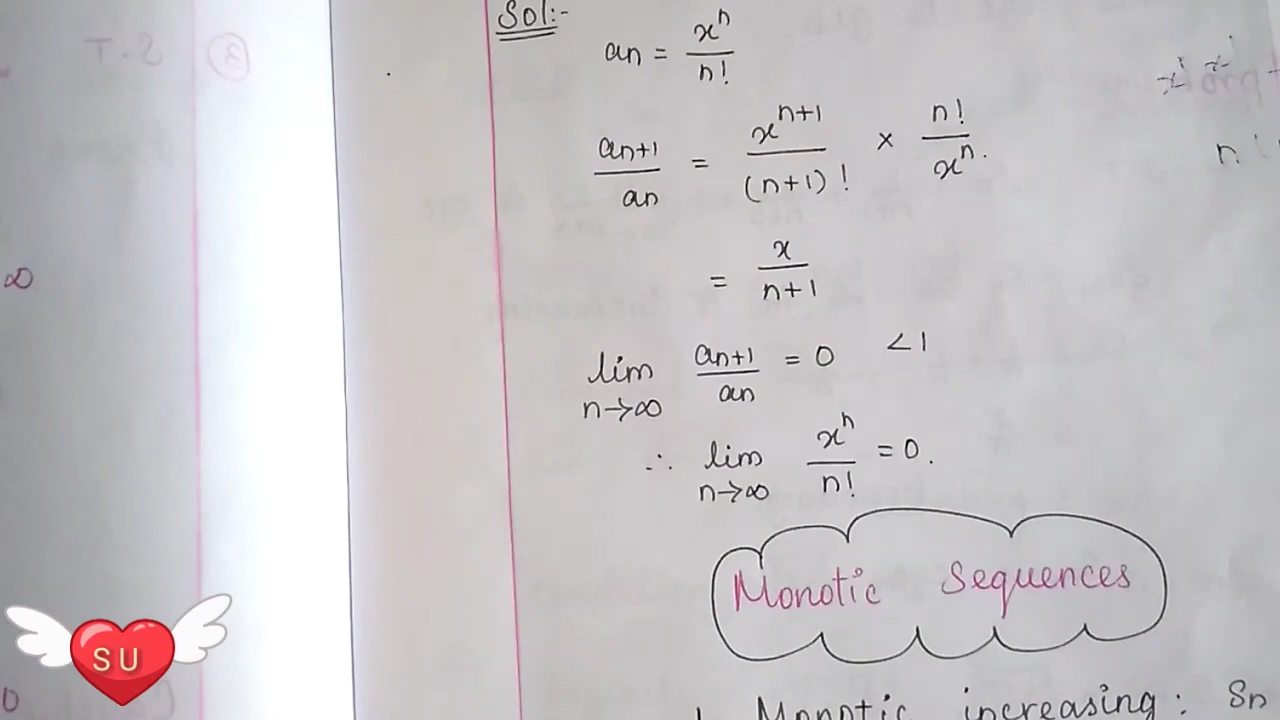 Sol:-
an = x^n / n!
an+1 / an = x^(n+1) / (n+1)! × n! / x^n.
= x / n+1
lim n→∞ an+1 / an = 0 < 1
∴ lim n→∞ x^n / n! = 0.
Monotic Sequences
Monotic increasing: Sn
∞
n!
SU